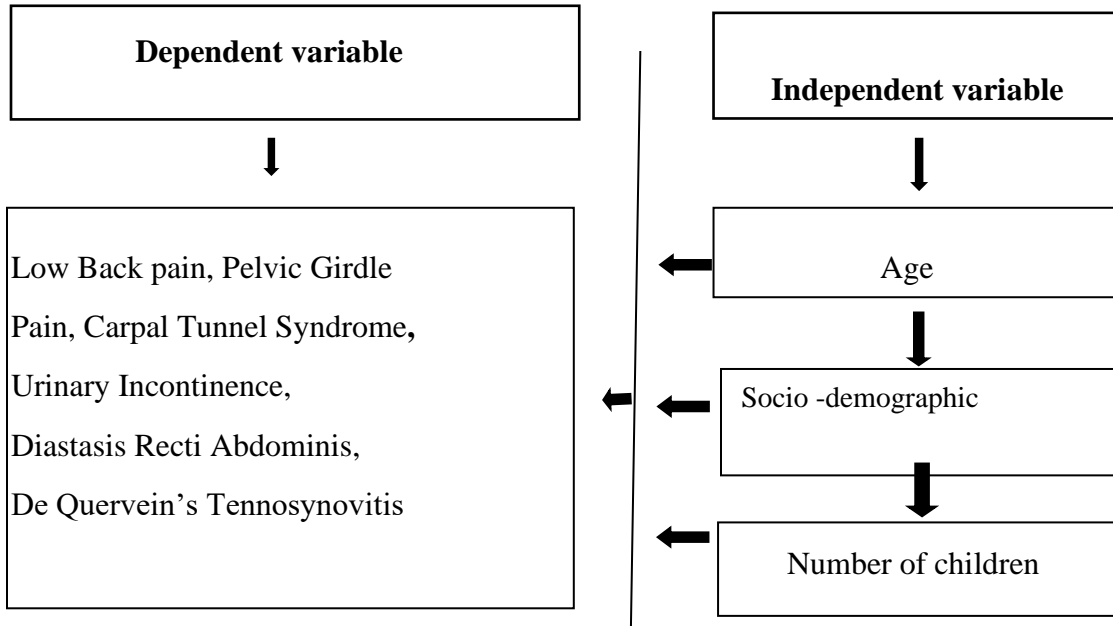 Dependent variable
Independent variable
Low Back pain, Pelvic Girdle
Pain, Carpal Tunnel Syndrome,
Urinary Incontinence,
Diastasis Recti Abdominis,
De Quervein’s Tennosynovitis
Age
Socio -demographic
Number of children